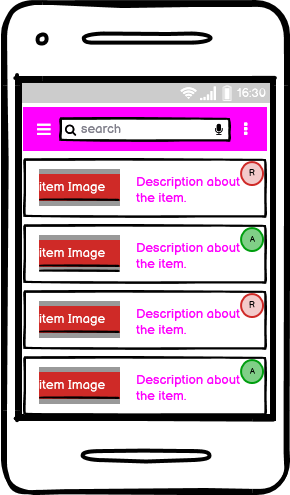 16:30
search
item Image
Description about
the item.
R
item Image
Description about
the item.
A
item Image
Description about
the item.
R
item Image
Description about
the item.
A